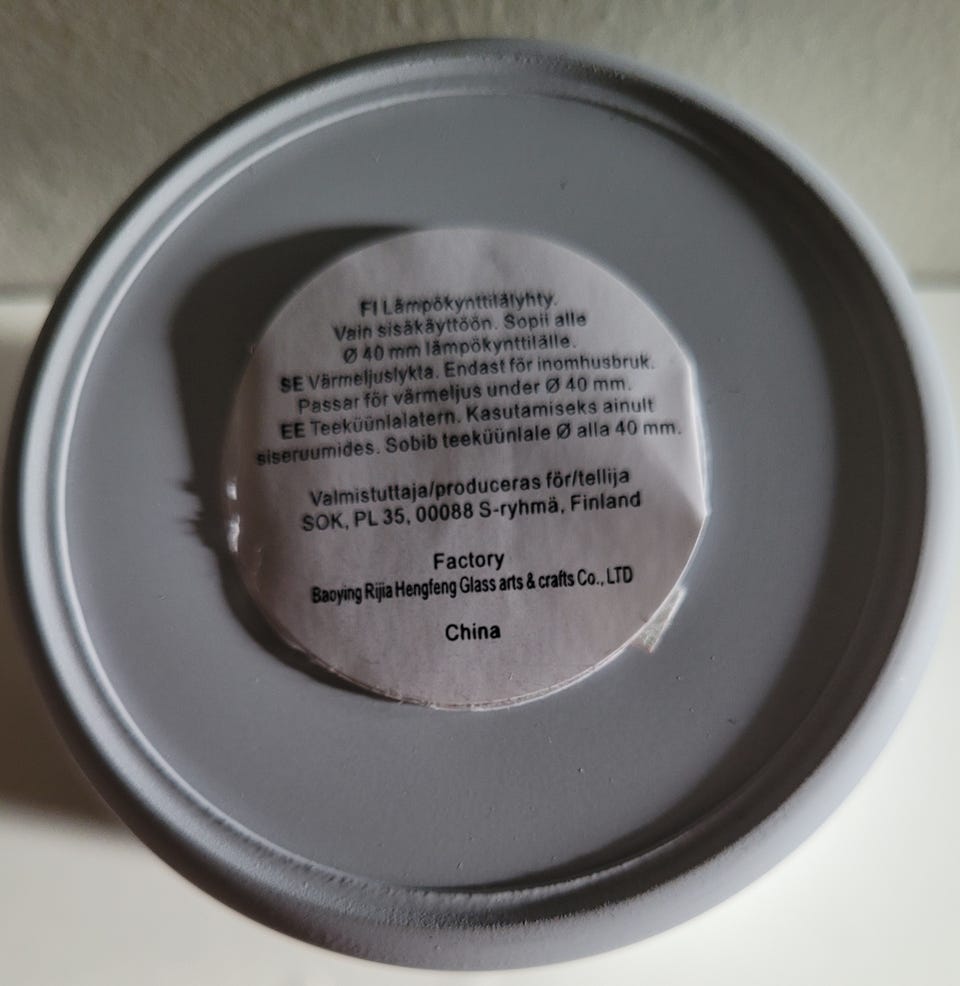 FI Lämpökynttilälyhty.
Vain sisäkäyttöön. Sopii alle
Ø 40 mm lämpökynttilälle.
SE Värmeljuslykta. Endast för inomhusbruk.
Passar för värmeljus under Ø 40 mm.
EE Teeküünlalatern. Kasutamiseks ainult
siseruumides. Sobib teeküünlale Ø alla 40 mm.
Valmistuttaja/produceras för/tellija
SOK, PL 35, 00088 S-ryhmä, Finland
Factory
Baoying Rijia Hengfeng Glass arts & crafts Co., LTD
China